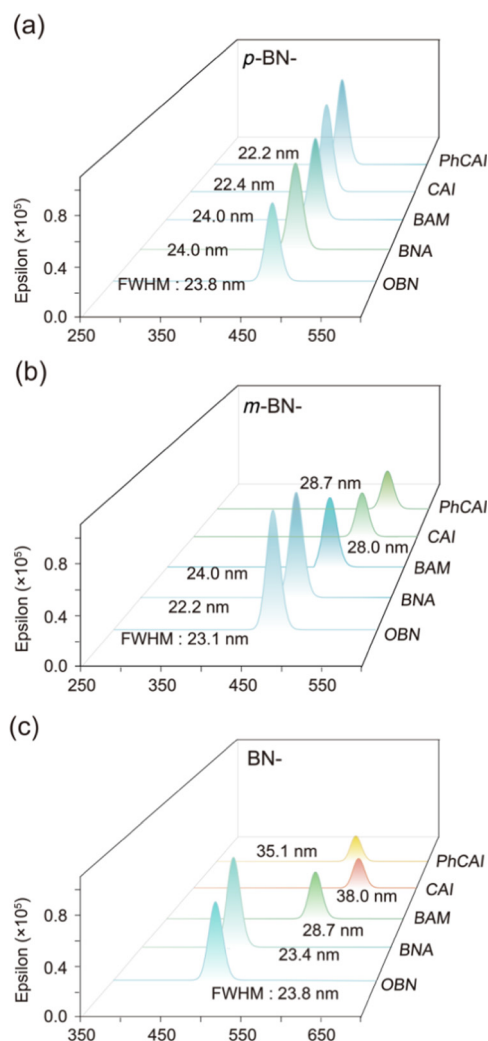 (a)
p-BN-
22.2 nm
PhCAI
22.4 nm
CAI
24.0 nm
BAM
24.0 nm
BNA
FWHM : 23.8 nm
OBN
Epsilon (×10⁵)
0.8
0.4
0.0
250 350 450 550
(b)
m-BN-
28.7 nm
PhCAI
28.0 nm
CAI
24.0 nm
BAM
22.2 nm
BNA
FWHM : 23.1 nm
OBN
Epsilon (×10⁵)
0.8
0.4
0.0
250 350 450 550
(c)
BN-
35.1 nm
PhCAI
38.0 nm
CAI
28.7 nm
BAM
23.4 nm
BNA
FWHM : 23.8 nm
OBN
Epsilon (×10⁵)
0.8
0.4
0.0
350 450 550 650